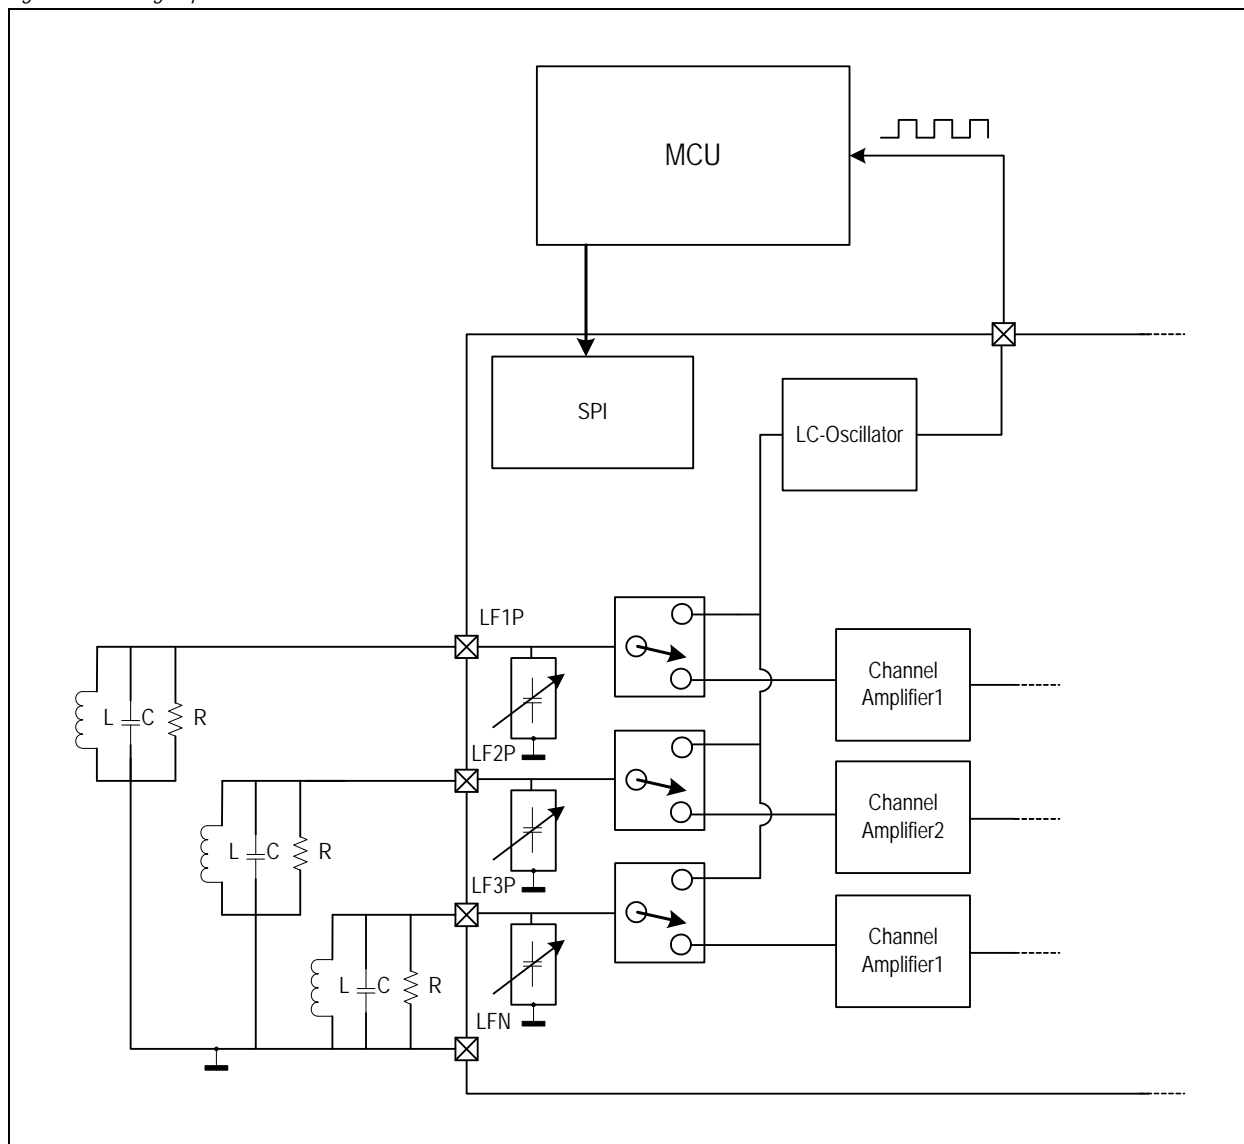 MCU
SPI
LC-Oscillator
LF1P
Channel
Amplifier1
L C R
LF2P
Channel
Amplifier2
L C R
LF3P
Channel
Amplifier1
L C R
LFN